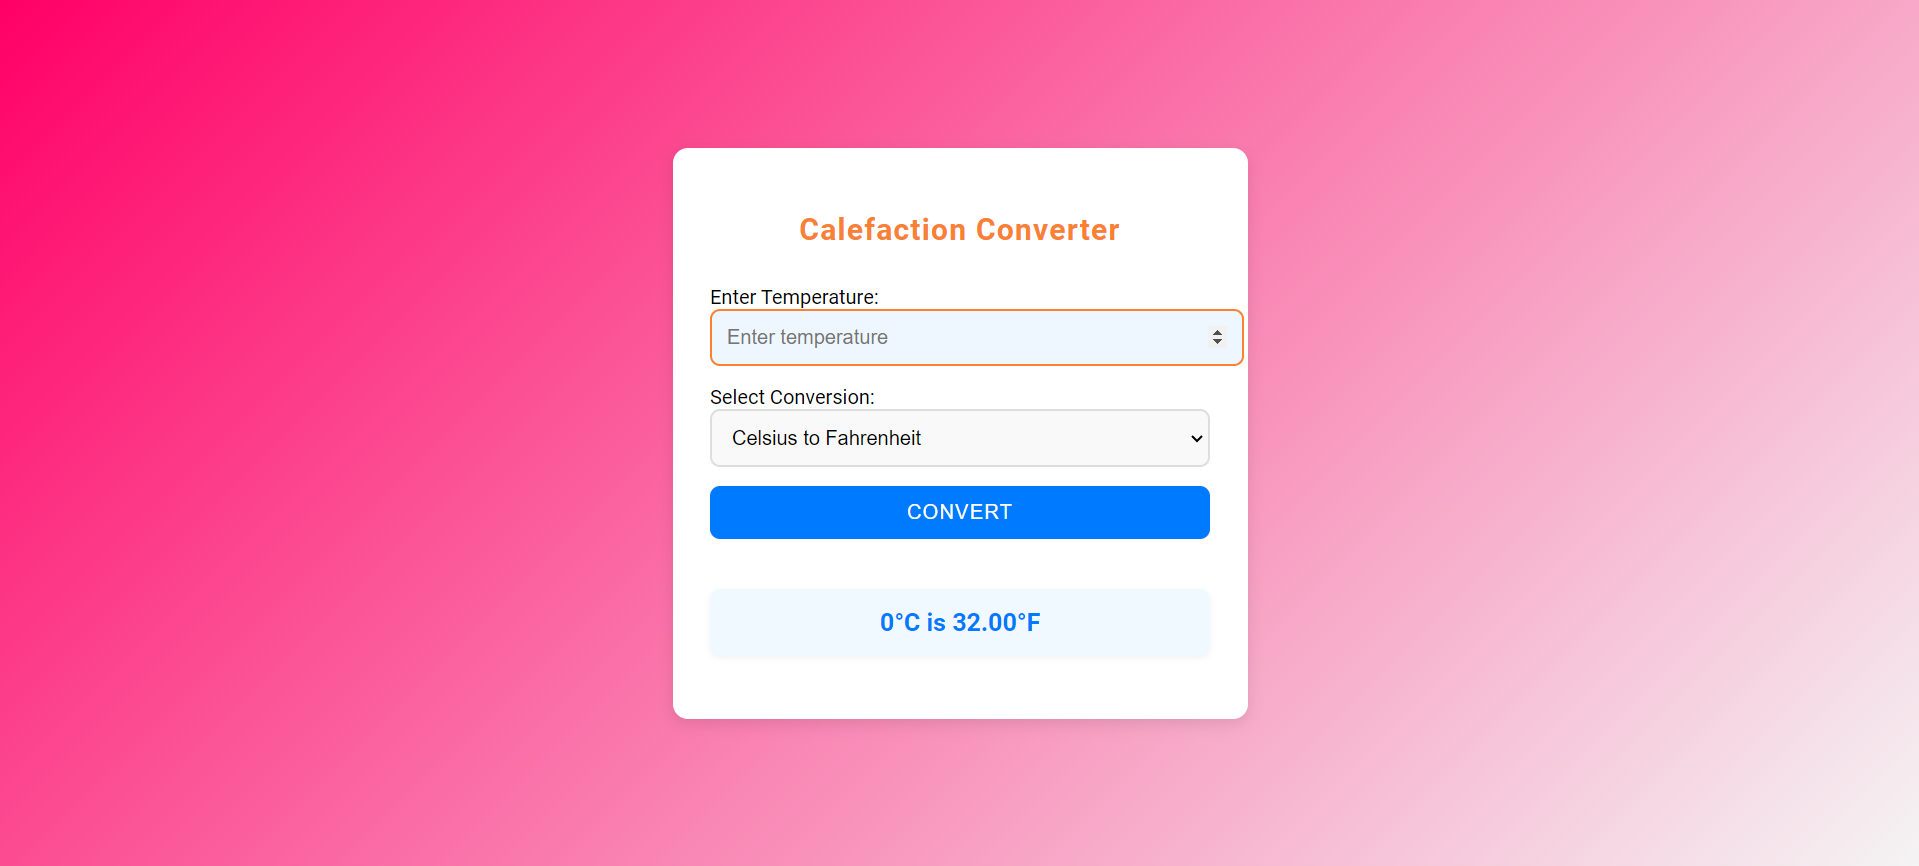 Calefaction Converter
Enter Temperature:
Enter temperature
Select Conversion:
Celsius to Fahrenheit
CONVERT
0°C is 32.00°F